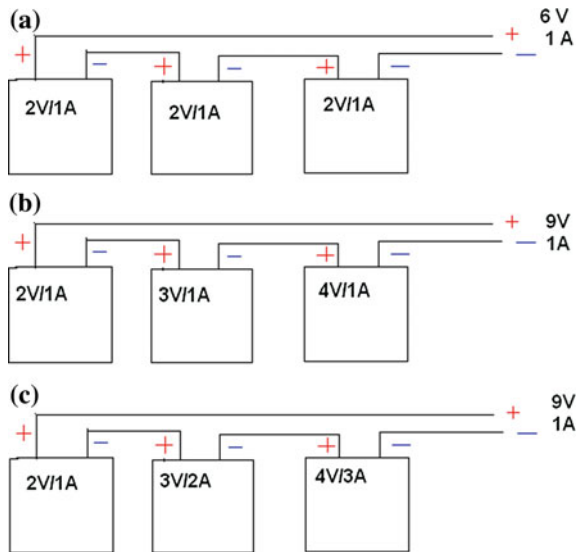 (a)
6 V
+ +
1 A
− + − + − −
2V/1A 2V/1A 2V/1A
(b)
9V
+ +
1A
− + − + − −
2V/1A 3V/1A 4V/1A
(c)
9V
+ +
1A
− + − + − −
2V/1A 3V/2A 4V/3A